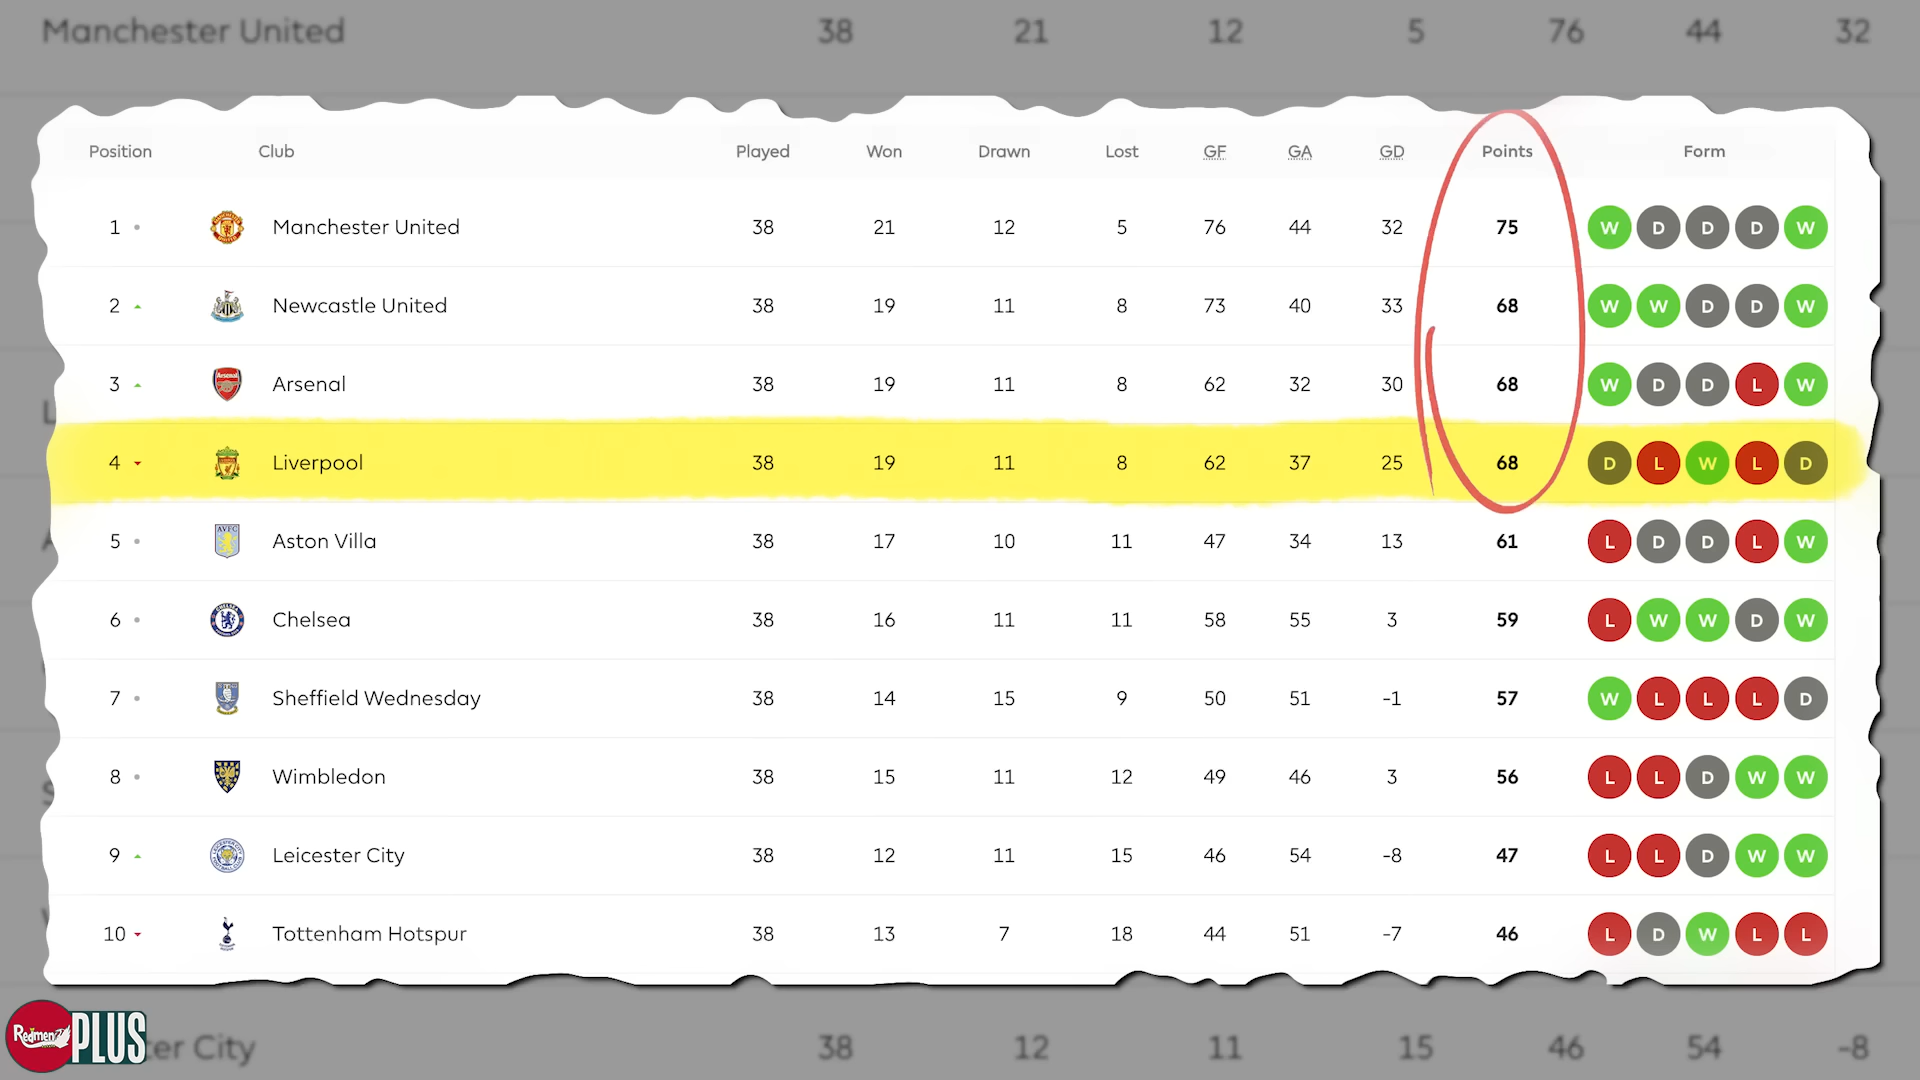 Manchester United 38 21 12 5 76 44 32
Position Club Played Won Drawn Lost GF GA GD Points Form
1 Manchester United 38 21 12 5 76 44 32 75 W D D D W
2 Newcastle United 38 19 11 8 73 40 33 68 W W D D W
3 Arsenal 38 19 11 8 62 32 30 68 W D D L W
4 Liverpool 38 19 11 8 62 37 25 68 D L W L D
5 AVFC Aston Villa 38 17 10 11 47 34 13 61 L D D L W
6 Chelsea 38 16 11 11 58 55 3 59 L W W D W
7 Sheffield Wednesday 38 14 15 9 50 51 -1 57 W L L L D
8 Wimbledon 38 15 11 12 49 46 3 56 L L D W W
9 Leicester City 38 12 11 15 46 54 -8 47 L L D W W
10 Tottenham Hotspur 38 13 7 18 44 51 -7 46 L D W L L
Redmen PLUS
ter City 38 12 11 15 46 54 -8